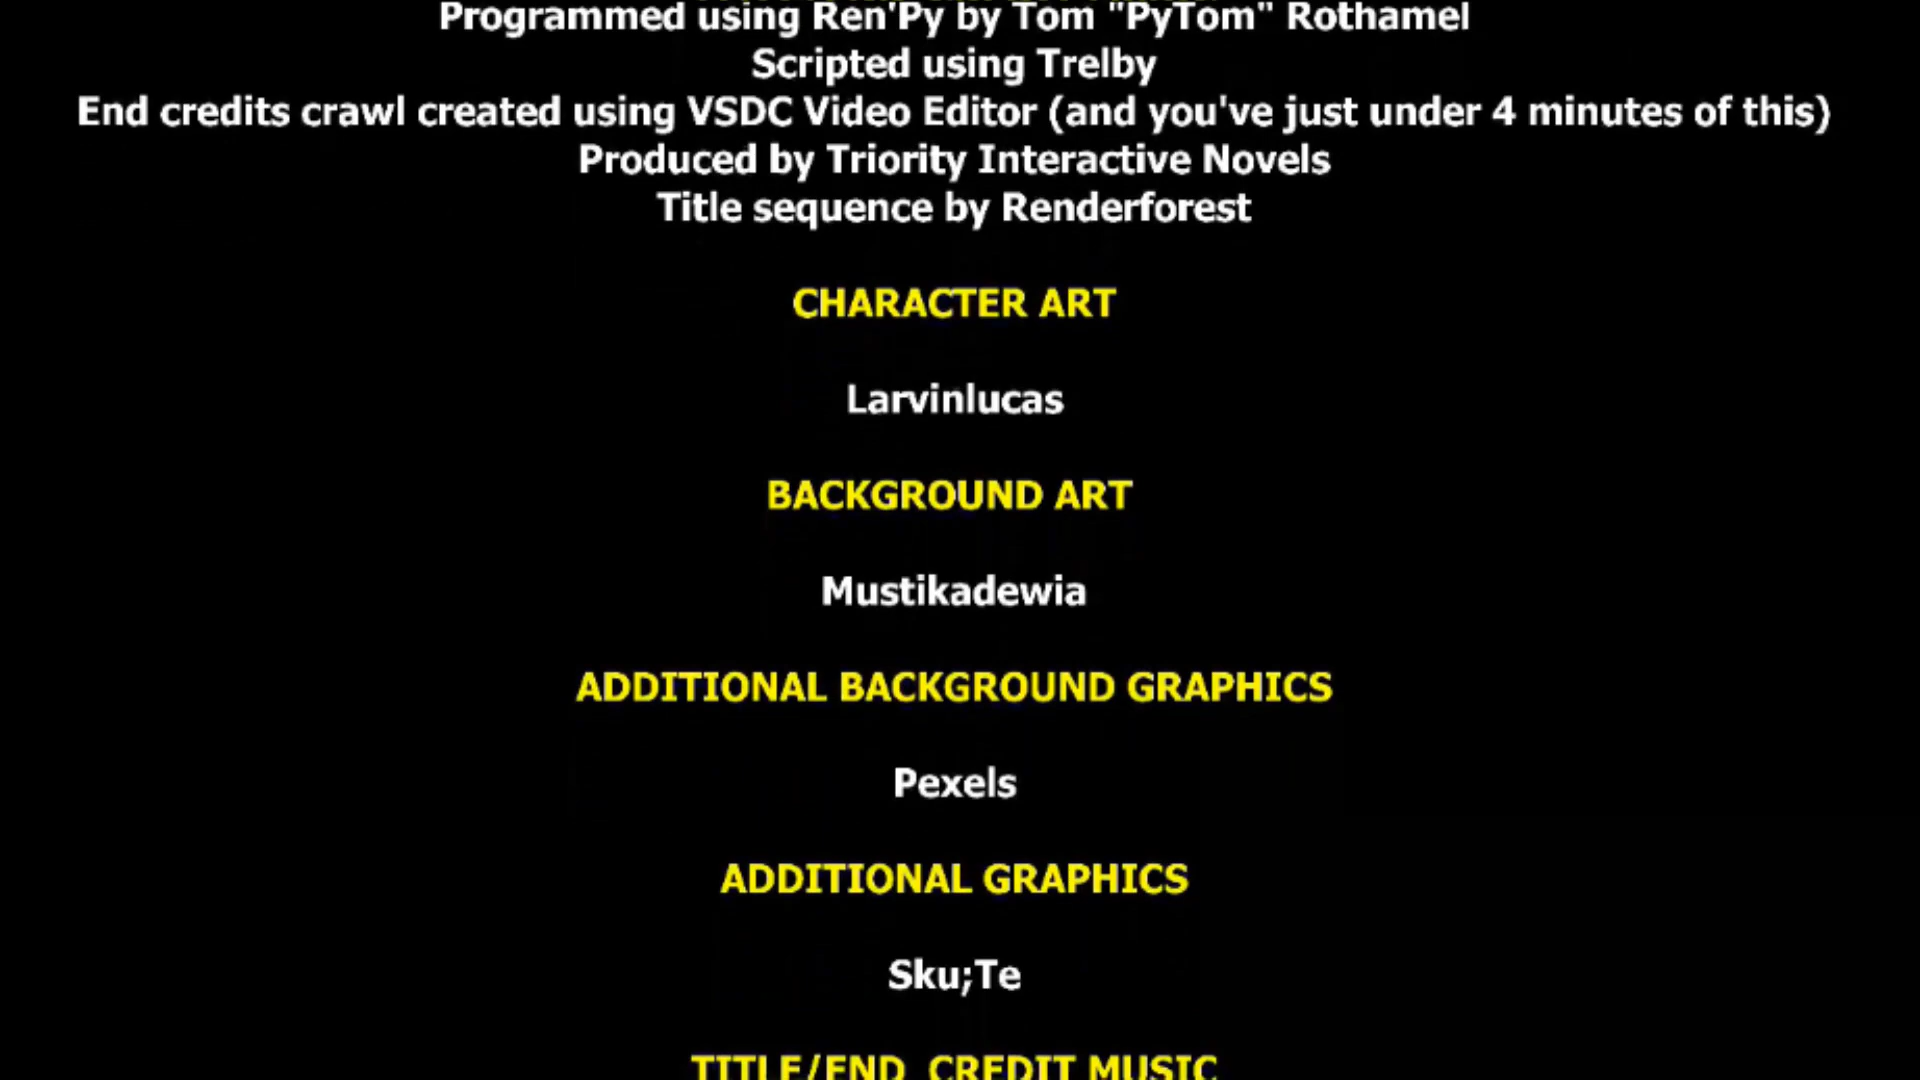 Programmed using Ren'Py by Tom "PyTom" Rothamel
Scripted using Trelby
End credits crawl created using VSDC Video Editor (and you've just under 4 minutes of this)
Produced by Triority Interactive Novels
Title sequence by Renderforest
CHARACTER ART
Larvinlucas
BACKGROUND ART
Mustikadewia
ADDITIONAL BACKGROUND GRAPHICS
Pexels
ADDITIONAL GRAPHICS
Sku;Te
TITLE/END CREDIT MUSIC